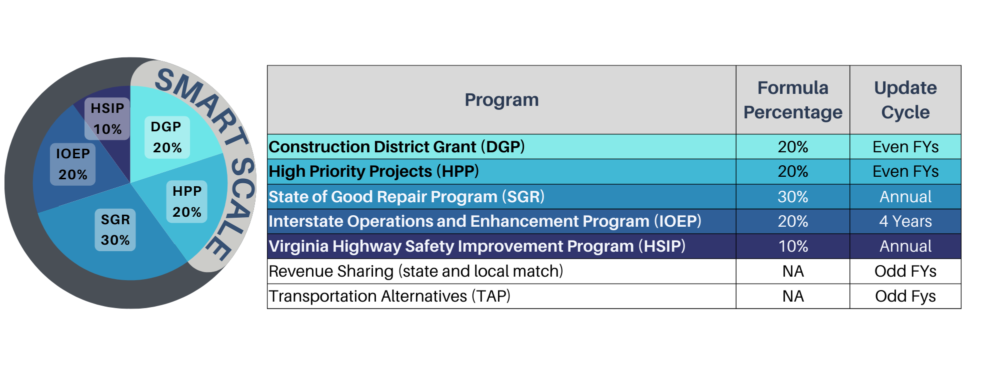 SMART SCALE
HSIP
10%
DGP
20%
IOEP
20%
HPP
20%
SGR
30%
Program
Formula
Percentage
Update
Cycle
Construction District Grant (DGP) 20% Even FYs
High Priority Projects (HPP) 20% Even FYs
State of Good Repair Program (SGR) 30% Annual
Interstate Operations and Enhancement Program (IOEP) 20% 4 Years
Virginia Highway Safety Improvement Program (HSIP) 10% Annual
Revenue Sharing (state and local match) NA Odd FYs
Transportation Alternatives (TAP) NA Odd Fys